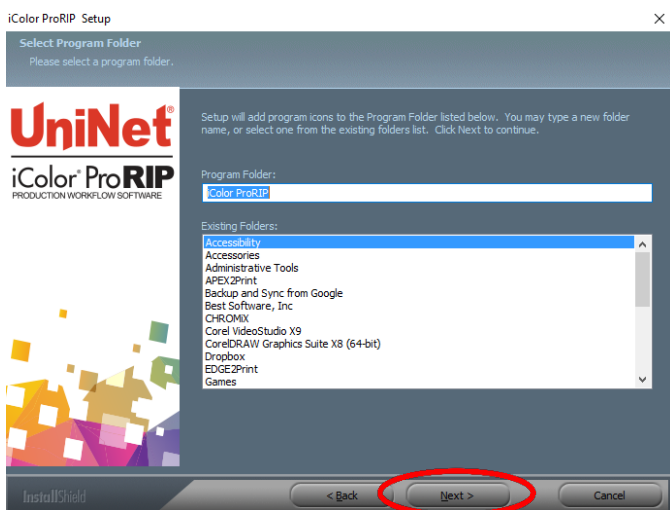 iColor ProRIP Setup
Select Program Folder
Please select a program folder.
UniNet®
iColor® ProRIP
PRODUCTION WORKFLOW SOFTWARE
Setup will add program icons to the Program Folder listed below. You may type a new folder
name, or select one from the existing folders list. Click Next to continue.
Program Folder:
iColor ProRIP
Existing Folders:
Accessibility
Accessories
Administrative Tools
APEX2Print
Backup and Sync from Google
Best Software, Inc
CHROMiX
Corel VideoStudio X9
CorelDRAW Graphics Suite X8 (64-bit)
Dropbox
EDGE2Print
Games
InstallShield
< Back
Next >
Cancel